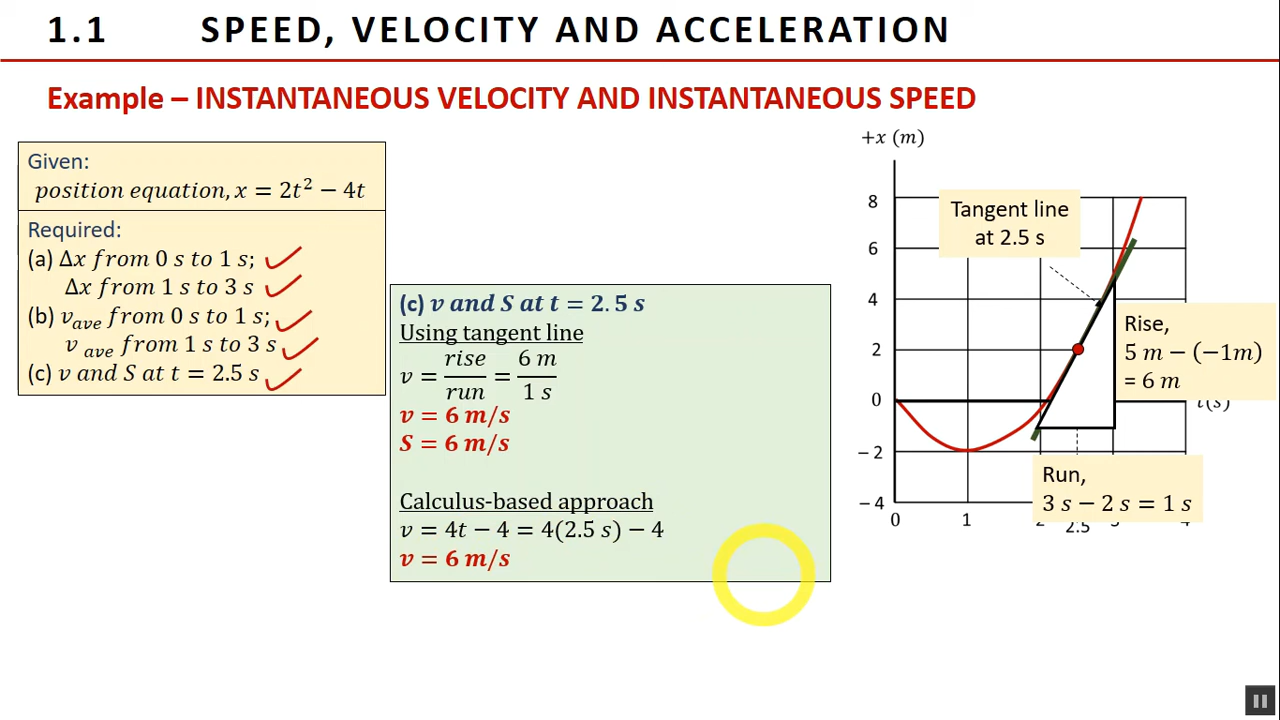 1.1 SPEED, VELOCITY AND ACCELERATION
Example – INSTANTANEOUS VELOCITY AND INSTANTANEOUS SPEED
Given:
position equation, x = 2t² − 4t
Required:
(a) Δx from 0 s to 1 s;
Δx from 1 s to 3 s
(b) v_ave from 0 s to 1 s;
v_ave from 1 s to 3 s
(c) v and S at t = 2.5 s
(c) v and S at t = 2.5 s
Using tangent line
v = rise/run = 6 m/1 s
v = 6 m/s
S = 6 m/s
Calculus-based approach
v = 4t − 4 = 4(2.5 s) − 4
v = 6 m/s
+x (m)
8
6
4
2
0
−2
−4
Tangent line
at 2.5 s
Rise,
5 m − (−1m)
= 6 m
t(s)
Run,
3 s − 2 s = 1 s
0 1 2 3 4
2.5